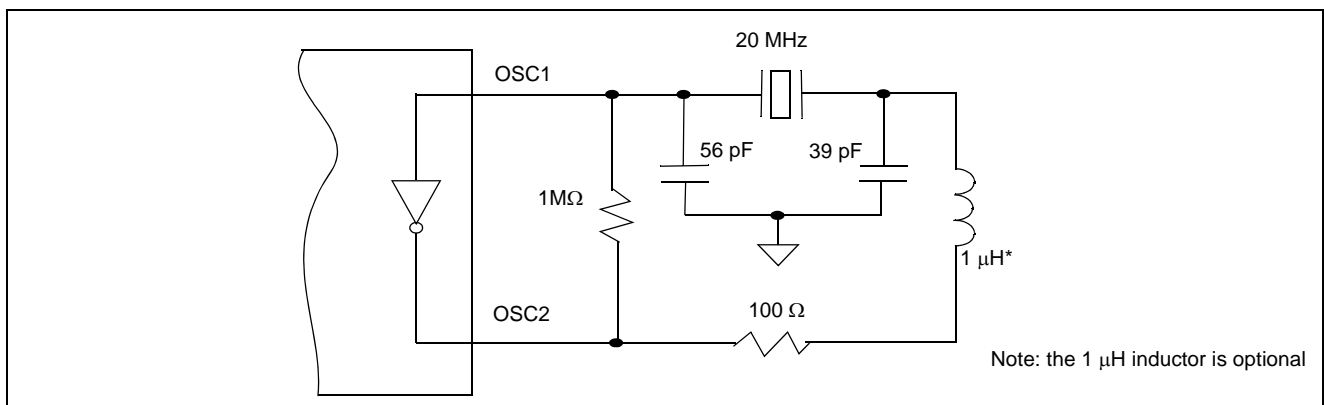 20 MHz
OSC1
56 pF
39 pF
1MΩ
1 μH*
OSC2
100 Ω
Note: the 1 μH inductor is optional